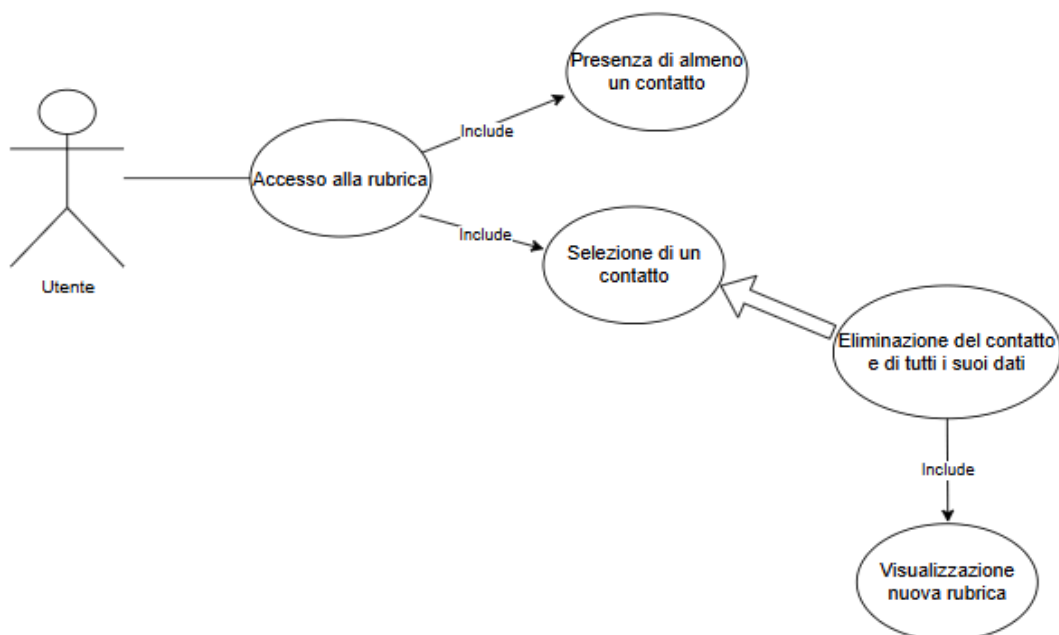 Presenza di almeno
un contatto
Include
Accesso alla rubrica
Include
Selezione di un
contatto
Utente
Eliminazione del contatto
e di tutti i suoi dati
Include
Visualizzazione
nuova rubrica